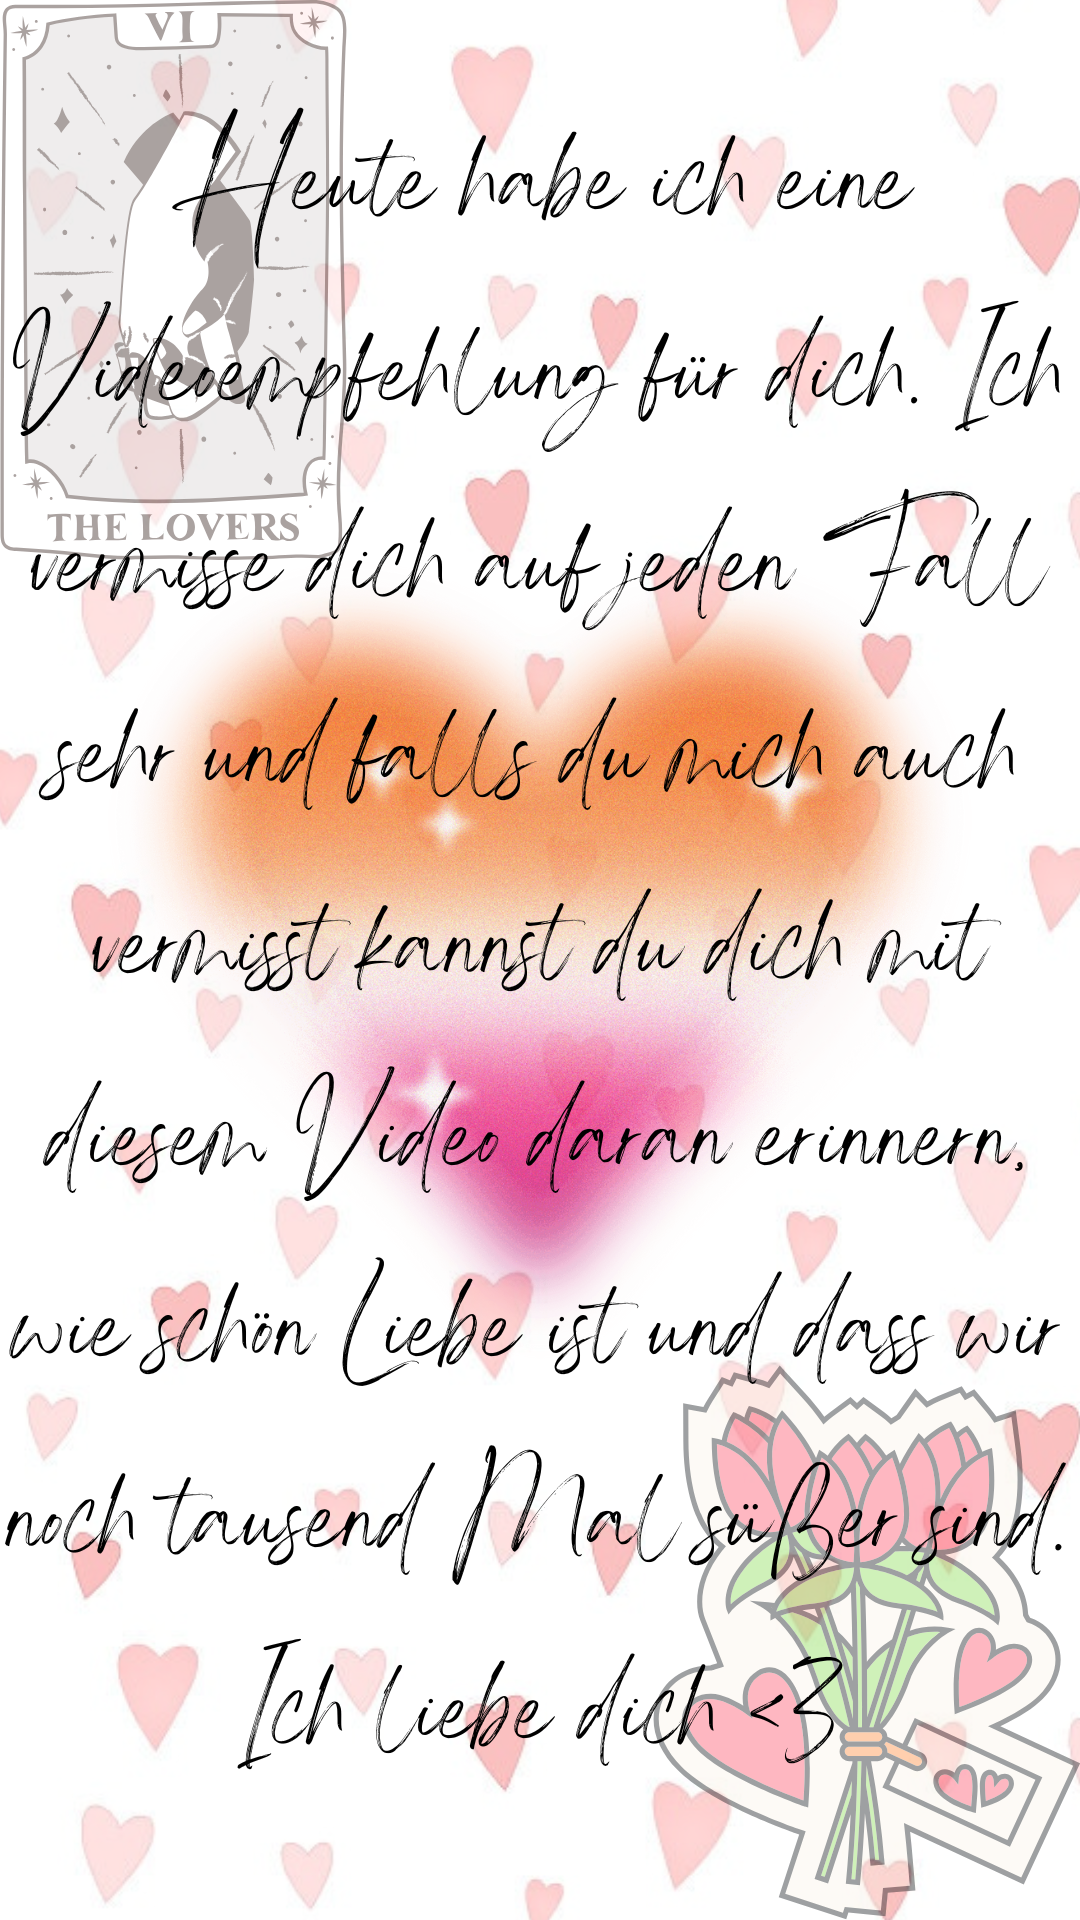 VI
THE LOVERS
Heute habe ich eine
Videoempfehlung für dich. Ich
vermisse dich auf jeden Fall
sehr und falls du mich auch
vermisst kannst du dich mit
diesem Video daran erinnern,
wie schön Liebe ist und dass wir
noch tausend Mal süßer sind.
Ich liebe dich <3